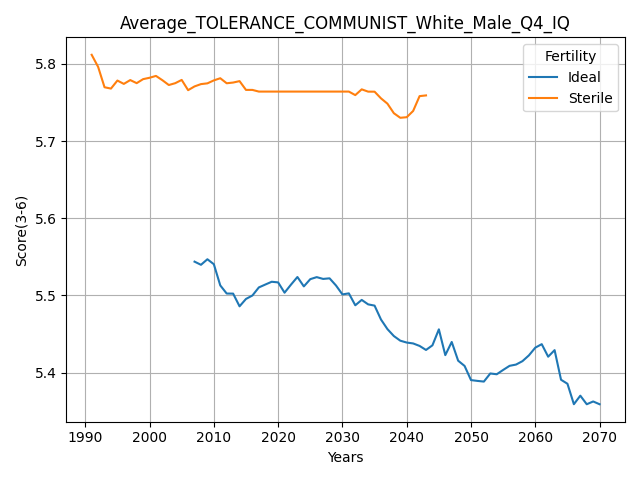 Average_TOLERANCE_COMMUNIST_White_Male_Q4_IQ
Fertility
Ideal
Sterile
Score(3-6)
5.8
5.7
5.6
5.5
5.4
1990 2000 2010 2020 2030 2040 2050 2060 2070
Years